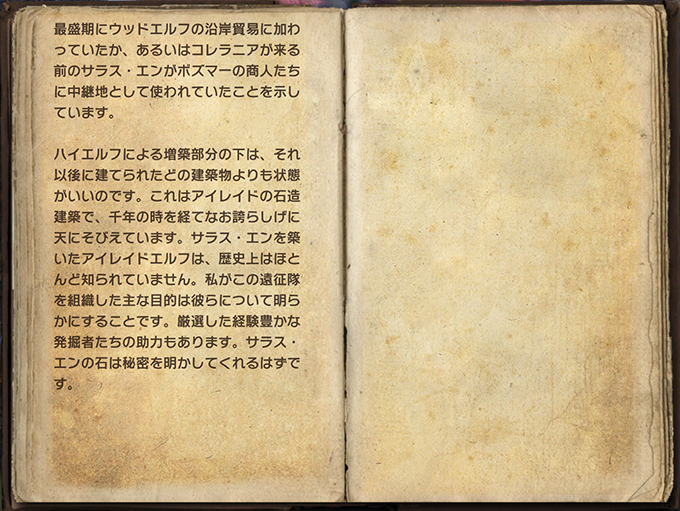 最盛期にウッドエルフの沿岸貿易に加わ
っていたか、あるいはコレラニアが来る
前のサラス・エンがボズマーの商人たち
に中継地として使われていたことを示し
ています。
ハイエルフによる増築部分の下は、それ
以後に建てられたどの建築物よりも状態
がいいのです。これはアイレイドの石造
建築で、千年の時を経てなお誇らしげに
天にそびえています。サラス・エンを築
いたアイレイドエルフは、歴史上はほと
んど知られていません。私がこの遠征隊
を組織した主な目的は彼らについて明ら
かにすることです。厳選した経験豊かな
発掘者たちの助力もあります。サラス・
エンの石は秘密を明かしてくれるはずで
す。